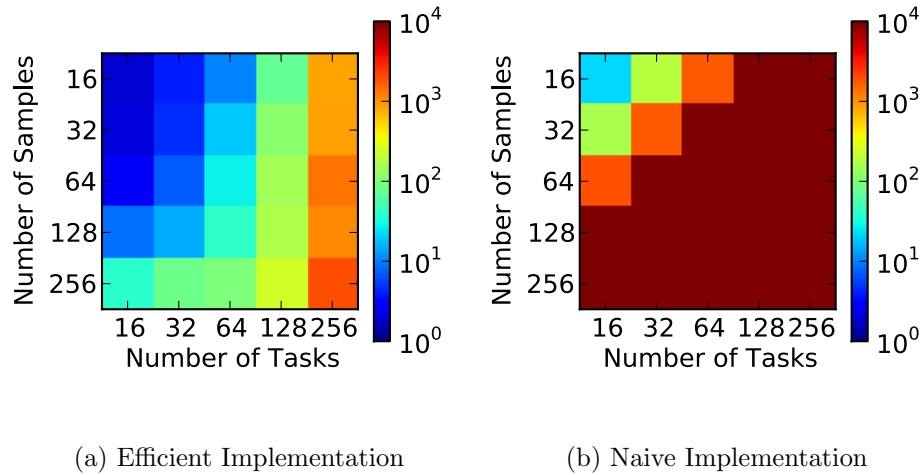 Number of Samples
16
32
64
128
256
16 32 64 128 256
Number of Tasks
10^4
10^3
10^2
10^1
10^0
(a) Efficient Implementation
Number of Samples
16
32
64
128
256
16 32 64 128 256
Number of Tasks
10^4
10^3
10^2
10^1
10^0
(b) Naive Implementation